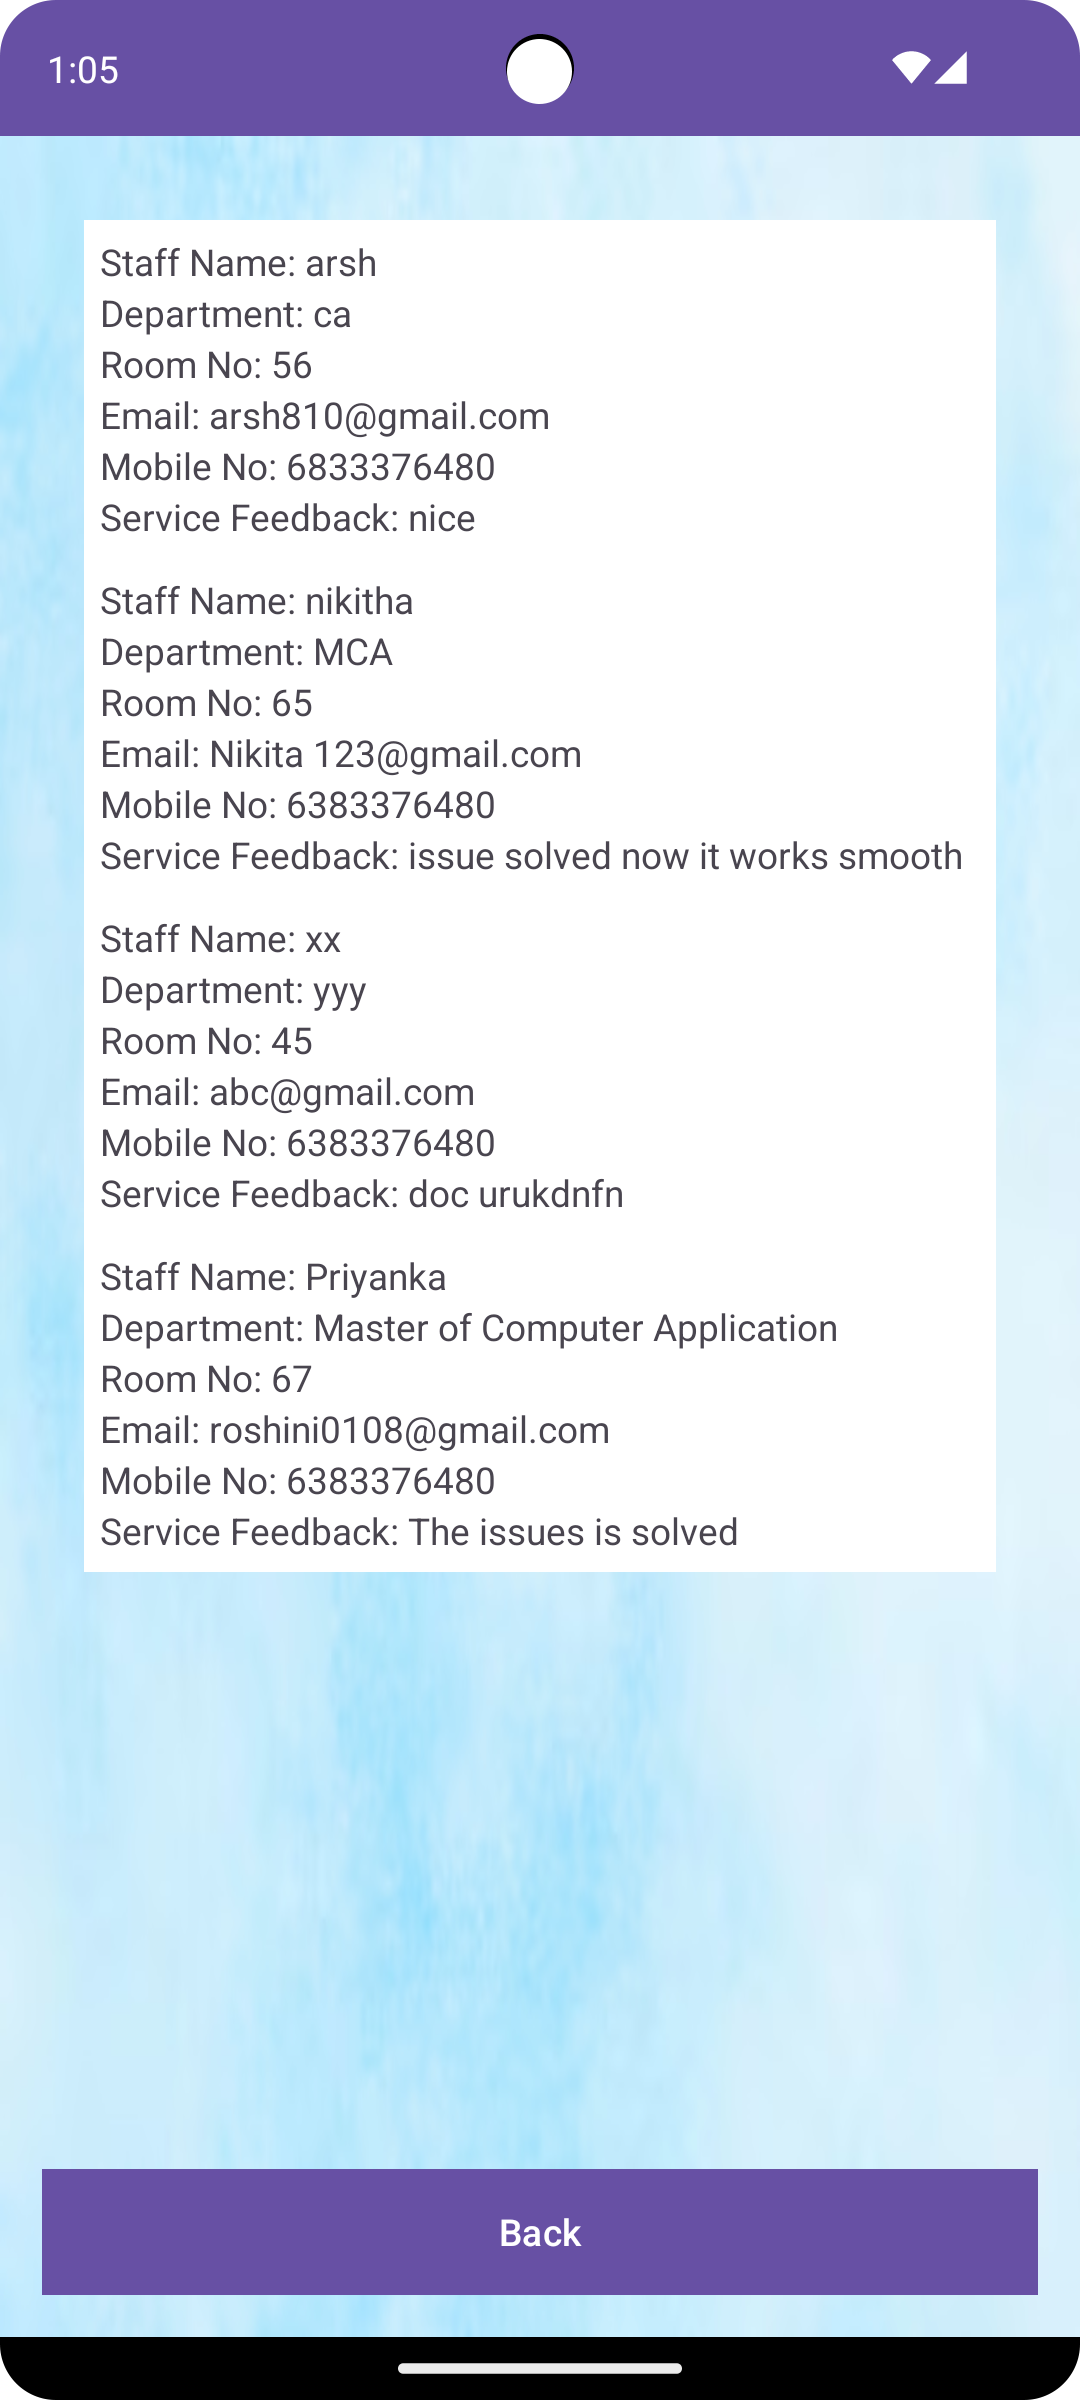 1:05
Staff Name: arsh
Department: ca
Room No: 56
Email: arsh810@gmail.com
Mobile No: 6833376480
Service Feedback: nice
Staff Name: nikitha
Department: MCA
Room No: 65
Email: Nikita 123@gmail.com
Mobile No: 6383376480
Service Feedback: issue solved now it works smooth
Staff Name: xx
Department: yyy
Room No: 45
Email: abc@gmail.com
Mobile No: 6383376480
Service Feedback: doc urukdnfn
Staff Name: Priyanka
Department: Master of Computer Application
Room No: 67
Email: roshini0108@gmail.com
Mobile No: 6383376480
Service Feedback: The issues is solved
Back